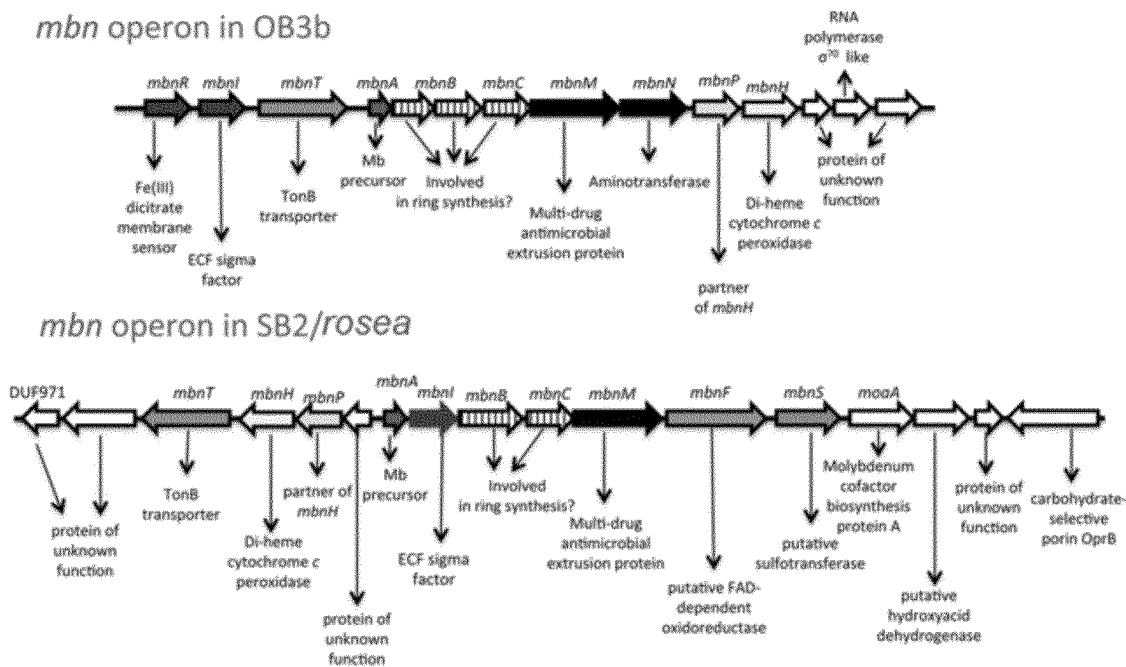 mbn operon in OB3b
RNA
polymerase
σ⁷⁰ like
mbnR mbnI mbnT mbnA mbnB mbnC mbnM mbnN mbnP mbnH
Fe(III)
dicitrate
membrane
sensor
ECF sigma
factor
TonB
transporter
Mb
precursor
Involved
in ring synthesis?
Multi-drug
antimicrobial
extrusion protein
Aminotransferase
partner
of mbnH
Di-heme
cytochrome c
peroxidase
protein of
unknown
function
mbn operon in SB2/rosea
DUF971 mbnT mbnH mbnP mbnA mbnI mbnB mbnC mbnM mbnF mbnS moaA
protein of
unknown
function
TonB
transporter
Di-heme
cytochrome c
peroxidase
partner of
mbnH
protein of
unknown
function
Mb
precursor
ECF sigma
factor
Involved
in ring synthesis?
Multi-drug
antimicrobial
extrusion protein
putative FAD-
dependent
oxidoreductase
putative
sulfotransferase
Molybdenum
cofactor
biosynthesis
protein A
putative
hydroxyacid
dehydrogenase
protein of
unknown
function
carbohydrate-
selective
porin OprB